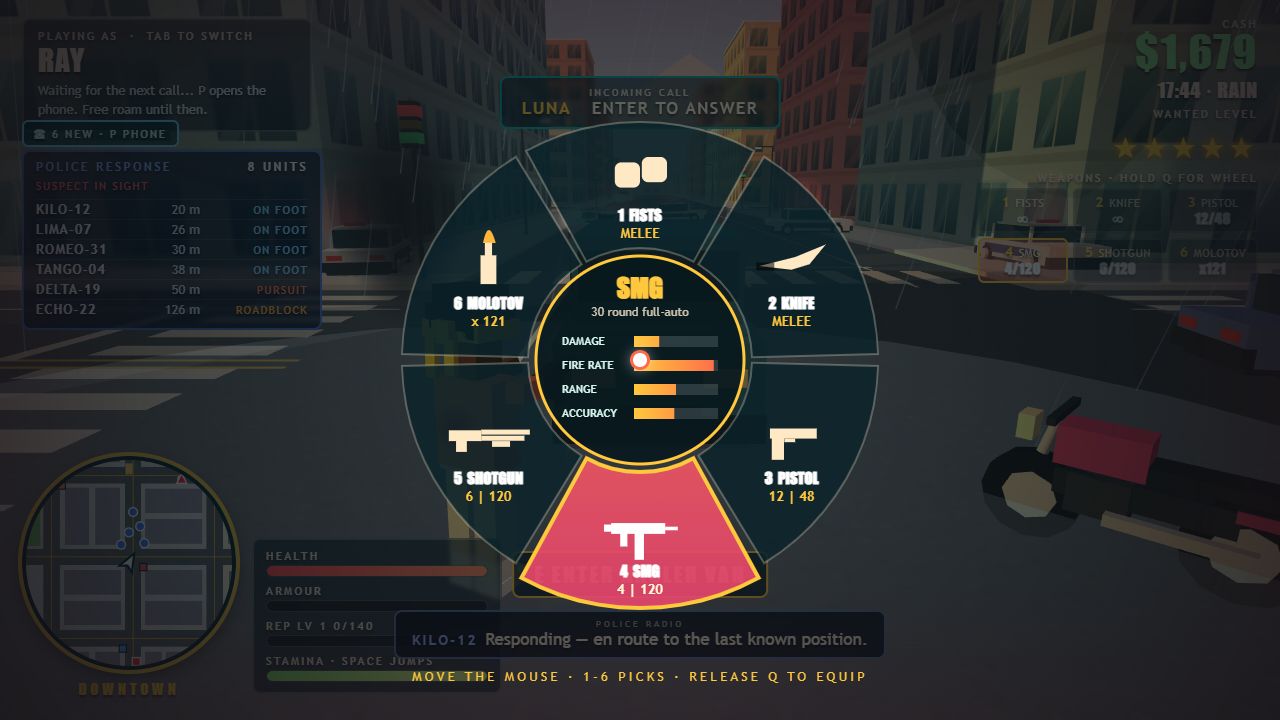 PLAYING AS · TAB TO SWITCH
RAY
Waiting for the next call... P opens the
phone. Free roam until then.
☎ 6 NEW · P PHONE
POLICE RESPONSE 8 UNITS
SUSPECT IN SIGHT
KILO-12 20 m ON FOOT
LIMA-07 26 m ON FOOT
ROMEO-31 30 m ON FOOT
TANGO-04 38 m ON FOOT
DELTA-19 50 m PURSUIT
ECHO-22 126 m ROADBLOCK
INCOMING CALL
LUNA ENTER TO ANSWER
CASH
$1,679
17:44 · RAIN
WANTED LEVEL
WEAPONS · HOLD Q FOR WHEEL
1 FISTS
∞
2 KNIFE
∞
3 PISTOL
12/48
4 SMG
4/120
5 SHOTGUN
6/120
6 MOLOTOV
x121
1 FISTS
MELEE
2 KNIFE
MELEE
3 PISTOL
12 | 48
4 SMG
4 | 120
5 SHOTGUN
6 | 120
6 MOLOTOV
x 121
SMG
30 round full-auto
DAMAGE
FIRE RATE
RANGE
ACCURACY
HEALTH
ARMOUR
REP LV 1 0/140
STAMINA · SPACE JUMPS
DOWNTOWN
POLICE RADIO
KILO-12 Responding — en route to the last known position.
MOVE THE MOUSE · 1-6 PICKS · RELEASE Q TO EQUIP